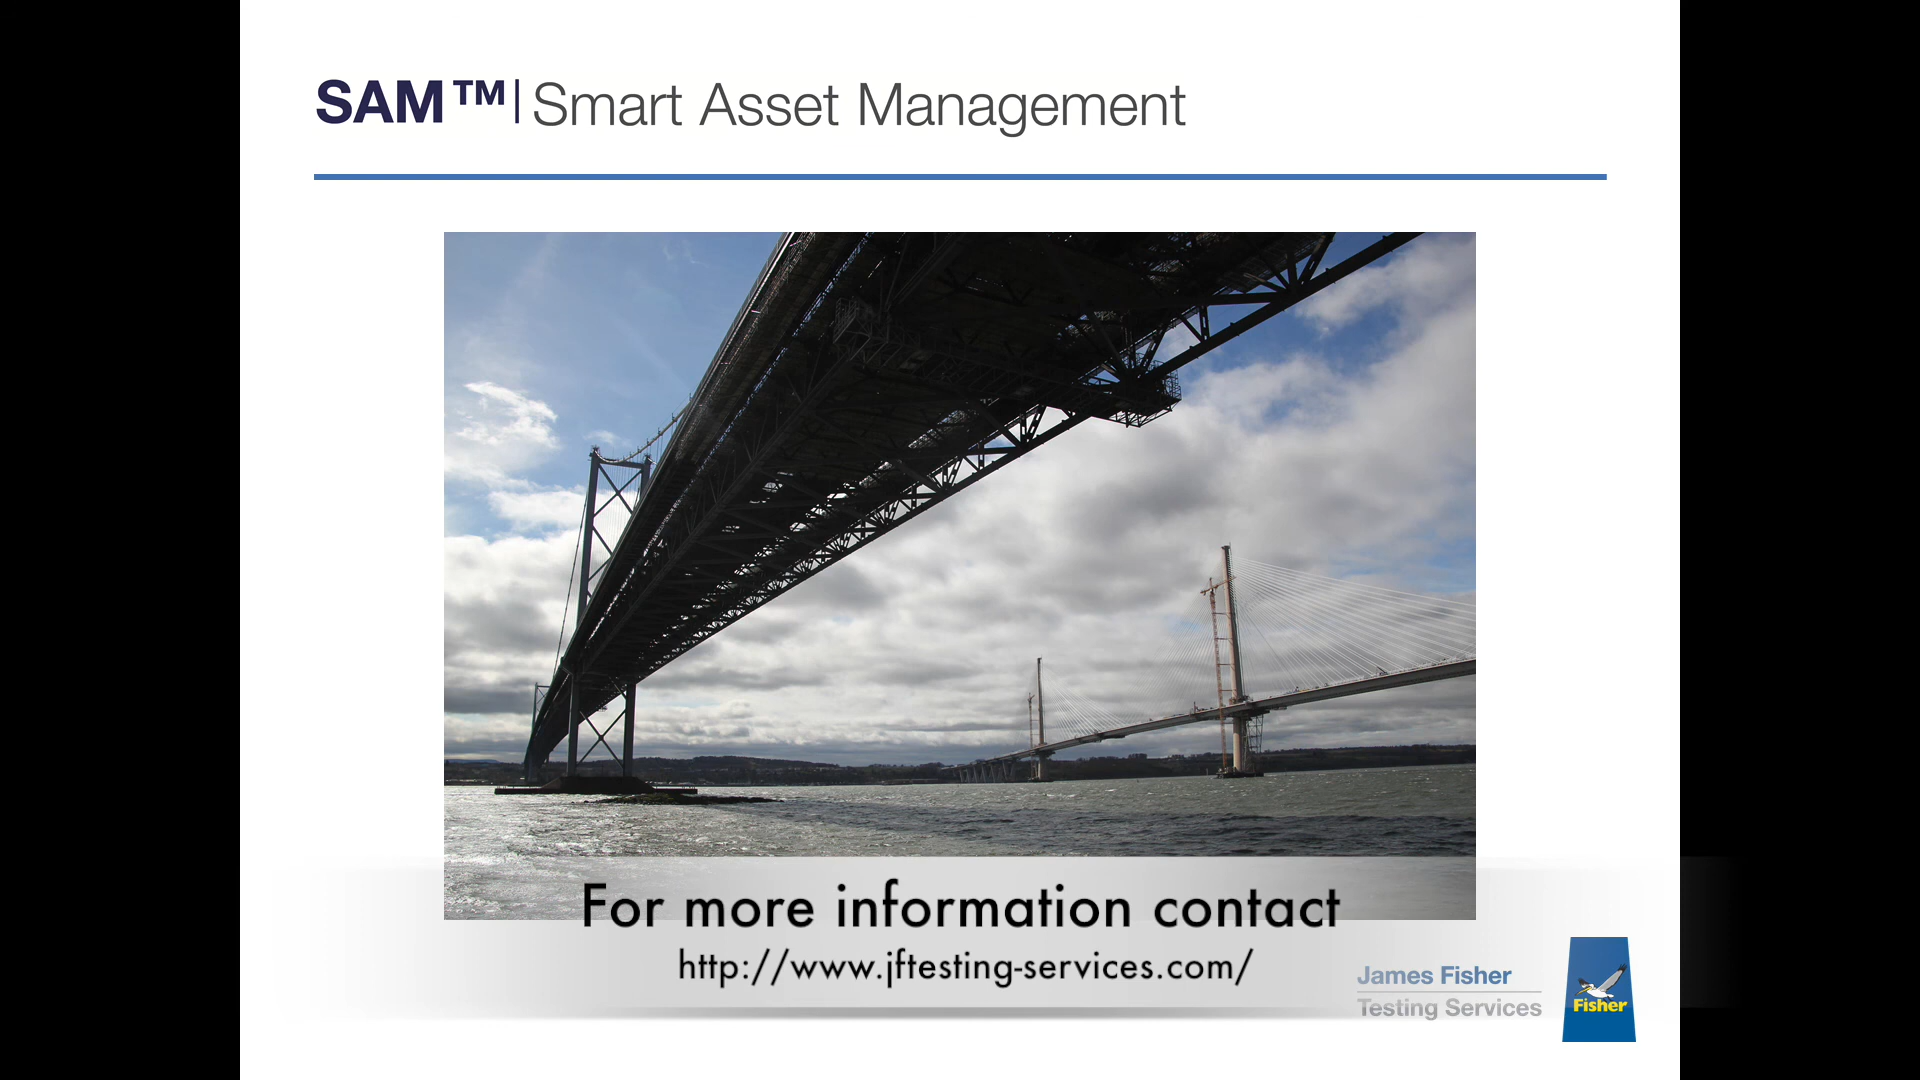 SAM™| Smart Asset Management
For more information contact
http://www.jftesting-services.com/
James Fisher
Testing Services
Fisher